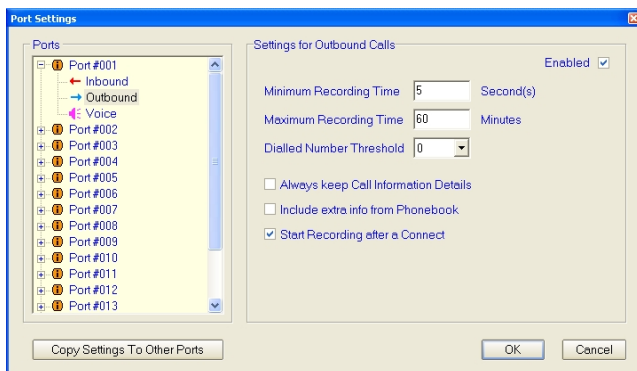 Port Settings
Ports
Port #001
Inbound
Outbound
Voice
Port #002
Port #003
Port #004
Port #005
Port #006
Port #007
Port #008
Port #009
Port #010
Port #011
Port #012
Port #013
Copy Settings To Other Ports
Settings for Outbound Calls
Enabled
Minimum Recording Time 5 Second(s)
Maximum Recording Time 60 Minutes
Dialled Number Threshold 0
Always keep Call Information Details
Include extra info from Phonebook
Start Recording after a Connect
OK Cancel